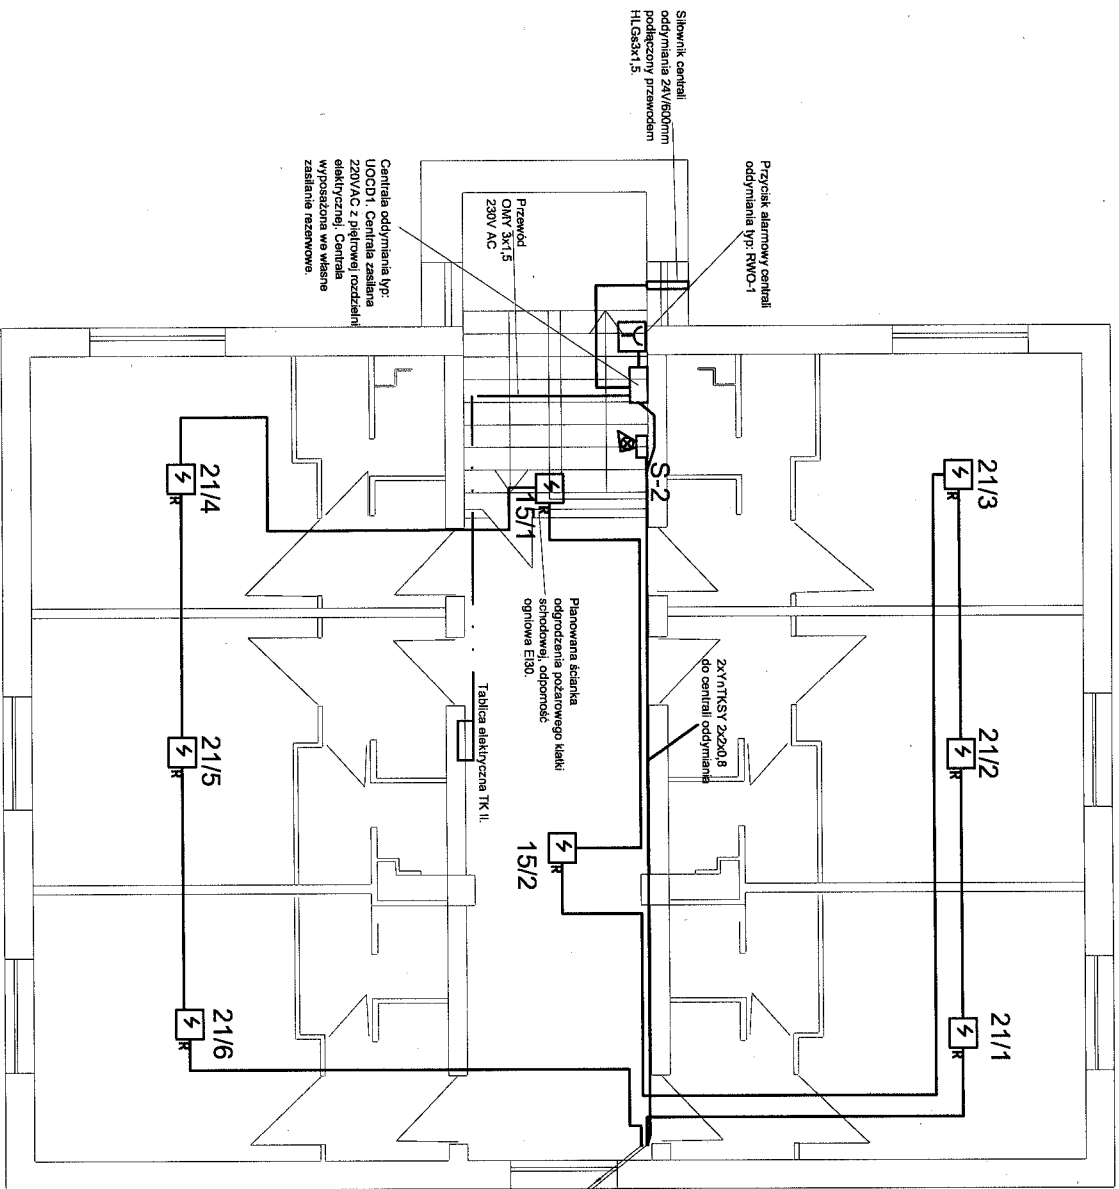 Siłownik centrali
oddymiania 24V/600mm
podłączony przewodem
HLGs3x1,5.
Przycisk alarmowy centrali
oddymiania typ: RWO-1
Przewód
OMY 3x1,5
230V AC
Centrala oddymiania typ:
UOCD1. Centrala zasilana
220VAC z piętrowej rozdzielni
elektrycznej. Centrala
wyposażona we własne
zasilanie rezerwowe.
S-2
21/3
R
21/2
R
21/1
R
15/1
R
15/2
R
21/4
R
21/5
R
21/6
R
Planowana ścianka
odgrodzenia pożarowego klatki
schodowej, odporność
ogniowa EI30.
2xYnTKSY 2x2x0,8
do centrali oddymiania
Tablica elektryczna TK II.